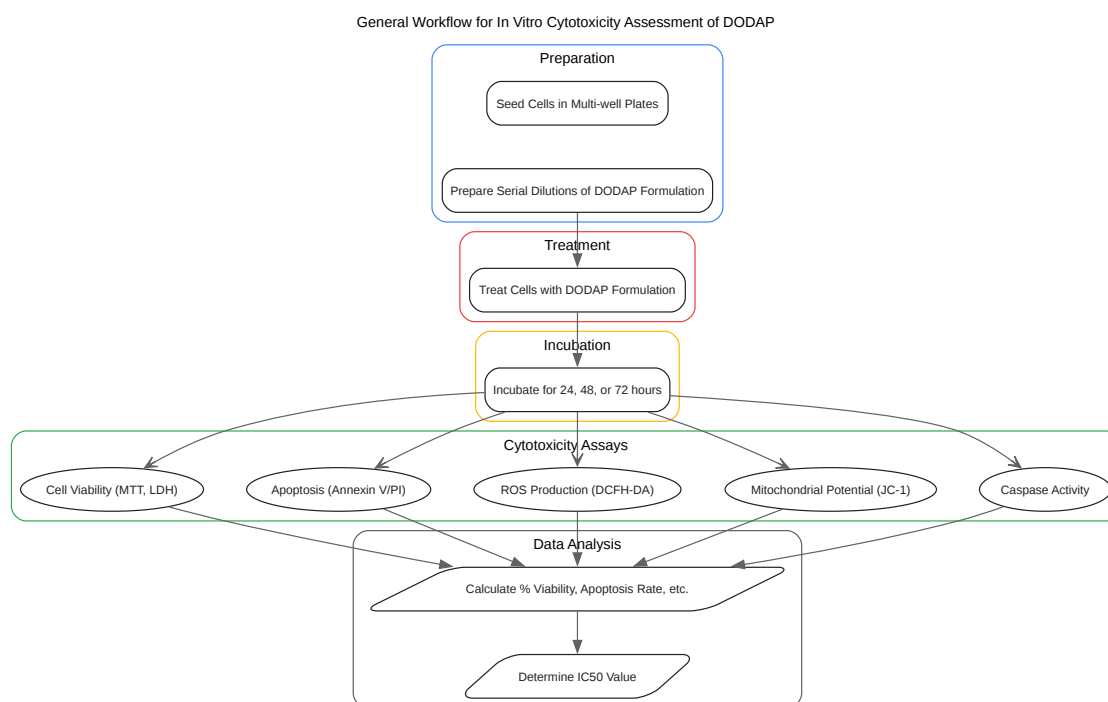 General Workflow for In Vitro Cytotoxicity Assessment of DODAP
Preparation
Seed Cells in Multi-well Plates
Prepare Serial Dilutions of DODAP Formulation
Treatment
Treat Cells with DODAP Formulation
Incubation
Incubate for 24, 48, or 72 hours
Cytotoxicity Assays
Cell Viability (MTT, LDH)
Apoptosis (Annexin V/PI)
ROS Production (DCFH-DA)
Mitochondrial Potential (JC-1)
Caspase Activity
Data Analysis
Calculate % Viability, Apoptosis Rate, etc.
Determine IC50 Value